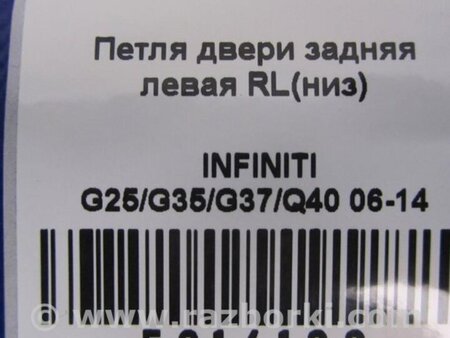 Петля двери задняя
левая RL(низ)
INFINITI
G25/G35/G37/Q40 06-14
© www.razborki.com